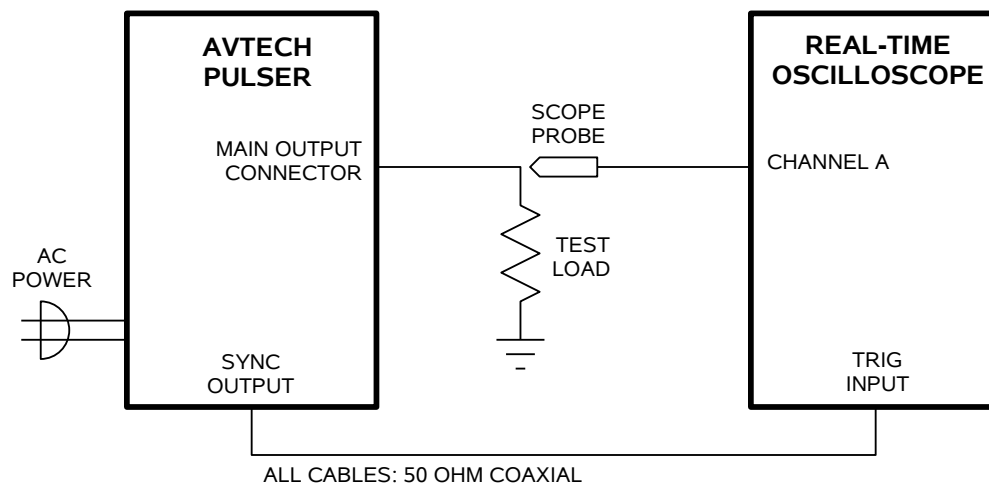 AVTECH
PULSER
REAL-TIME
OSCILLOSCOPE
SCOPE
PROBE
MAIN OUTPUT
CONNECTOR
CHANNEL A
TEST
LOAD
AC
POWER
SYNC
OUTPUT
TRIG
INPUT
ALL CABLES: 50 OHM COAXIAL